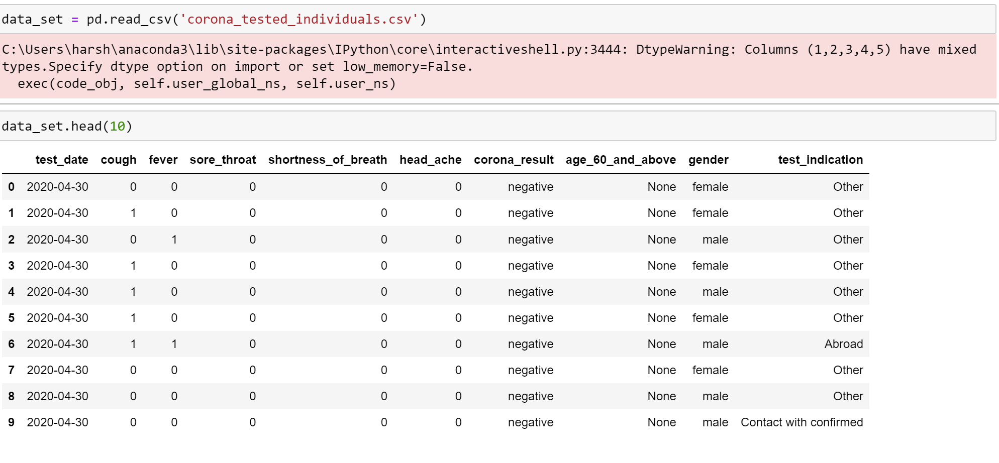 data_set = pd.read_csv('corona_tested_individuals.csv')
C:\Users\harsh\anaconda3\lib\site-packages\IPython\core\interactiveshell.py:3444: DtypeWarning: Columns (1,2,3,4,5) have mixed
types.Specify dtype option on import or set low_memory=False.
  exec(code_obj, self.user_global_ns, self.user_ns)
data_set.head(10)
test_date cough fever sore_throat shortness_of_breath head_ache corona_result age_60_and_above gender test_indication
0 2020-04-30 0 0 0 0 0 negative None female Other
1 2020-04-30 1 0 0 0 0 negative None female Other
2 2020-04-30 0 1 0 0 0 negative None male Other
3 2020-04-30 1 0 0 0 0 negative None female Other
4 2020-04-30 1 0 0 0 0 negative None male Other
5 2020-04-30 1 0 0 0 0 negative None female Other
6 2020-04-30 1 1 0 0 0 negative None male Abroad
7 2020-04-30 0 0 0 0 0 negative None female Other
8 2020-04-30 0 0 0 0 0 negative None male Other
9 2020-04-30 0 0 0 0 0 negative None male Contact with confirmed